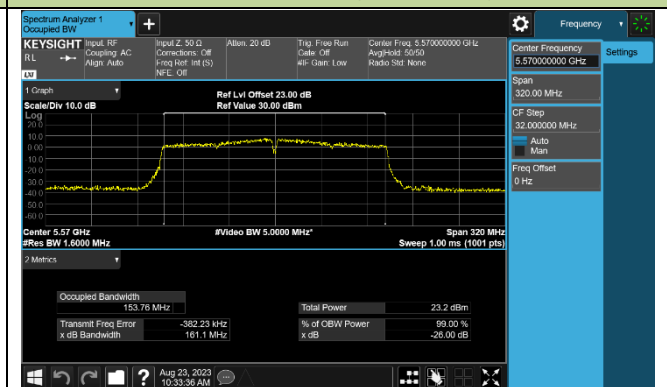 Spectrum Analyzer 1
Occupied BW
+
Frequency
KEYSIGHT Input: RF Input Z: 50 Ω Atten: 20 dB Trig: Free Run Center Freq: 5.570000000 GHz
RL Coupling: AC Corrections: Off Gate: Off Avg|Hold: 50/50
Align: Auto Freq Ref: Int (S) #IF Gain: Low Radio Std: None
LXI NFE: Off
Center Frequency
5.570000000 GHz
Settings
Span
320.00 MHz
CF Step
32.000000 MHz
Auto
Man
Freq Offset
0 Hz
1 Graph
Ref Lvl Offset 23.00 dB
Scale/Div 10.0 dB Ref Value 30.00 dBm
Log
20.0
10.0
0.00
-10.0
-20.0
-30.0
-40.0
-50.0
-60.0
Center 5.57 GHz #Video BW 5.0000 MHz* Span 320 MHz
#Res BW 1.6000 MHz Sweep 1.00 ms (1001 pts)
2 Metrics
Occupied Bandwidth
153.76 MHz Total Power 23.2 dBm
Transmit Freq Error -382.23 kHz % of OBW Power 99.00 %
x dB Bandwidth 161.1 MHz x dB -26.00 dB
? Aug 23, 2023
10:33:36 AM